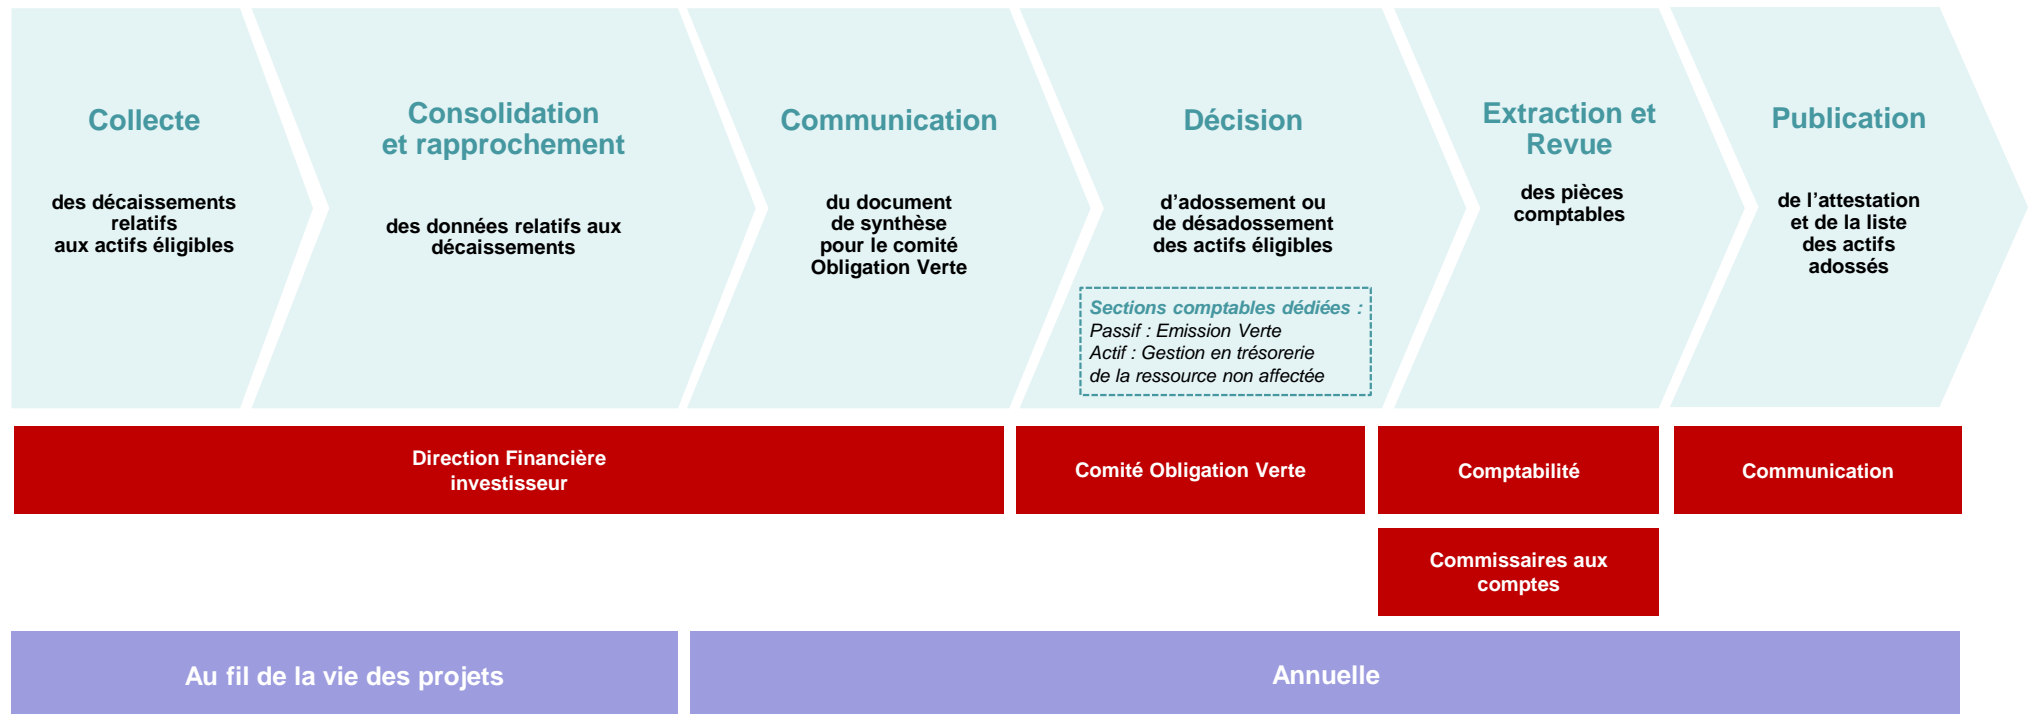 Collecte
des décaissements
relatifs
aux actifs éligibles
Consolidation
et rapprochement
des données relatifs aux
décaissements
Communication
du document
de synthèse
pour le comité
Obligation Verte
Décision
d’adossement ou
de désadossement
des actifs éligibles
Sections comptables dédiées :
Passif : Emission Verte
Actif : Gestion en trésorerie
de la ressource non affectée
Extraction et
Revue
des pièces
comptables
Publication
de l’attestation
et de la liste
des actifs
adossés
Direction Financière
investisseur
Comité Obligation Verte
Comptabilité
Communication
Commissaires aux
comptes
Au fil de la vie des projets
Annuelle